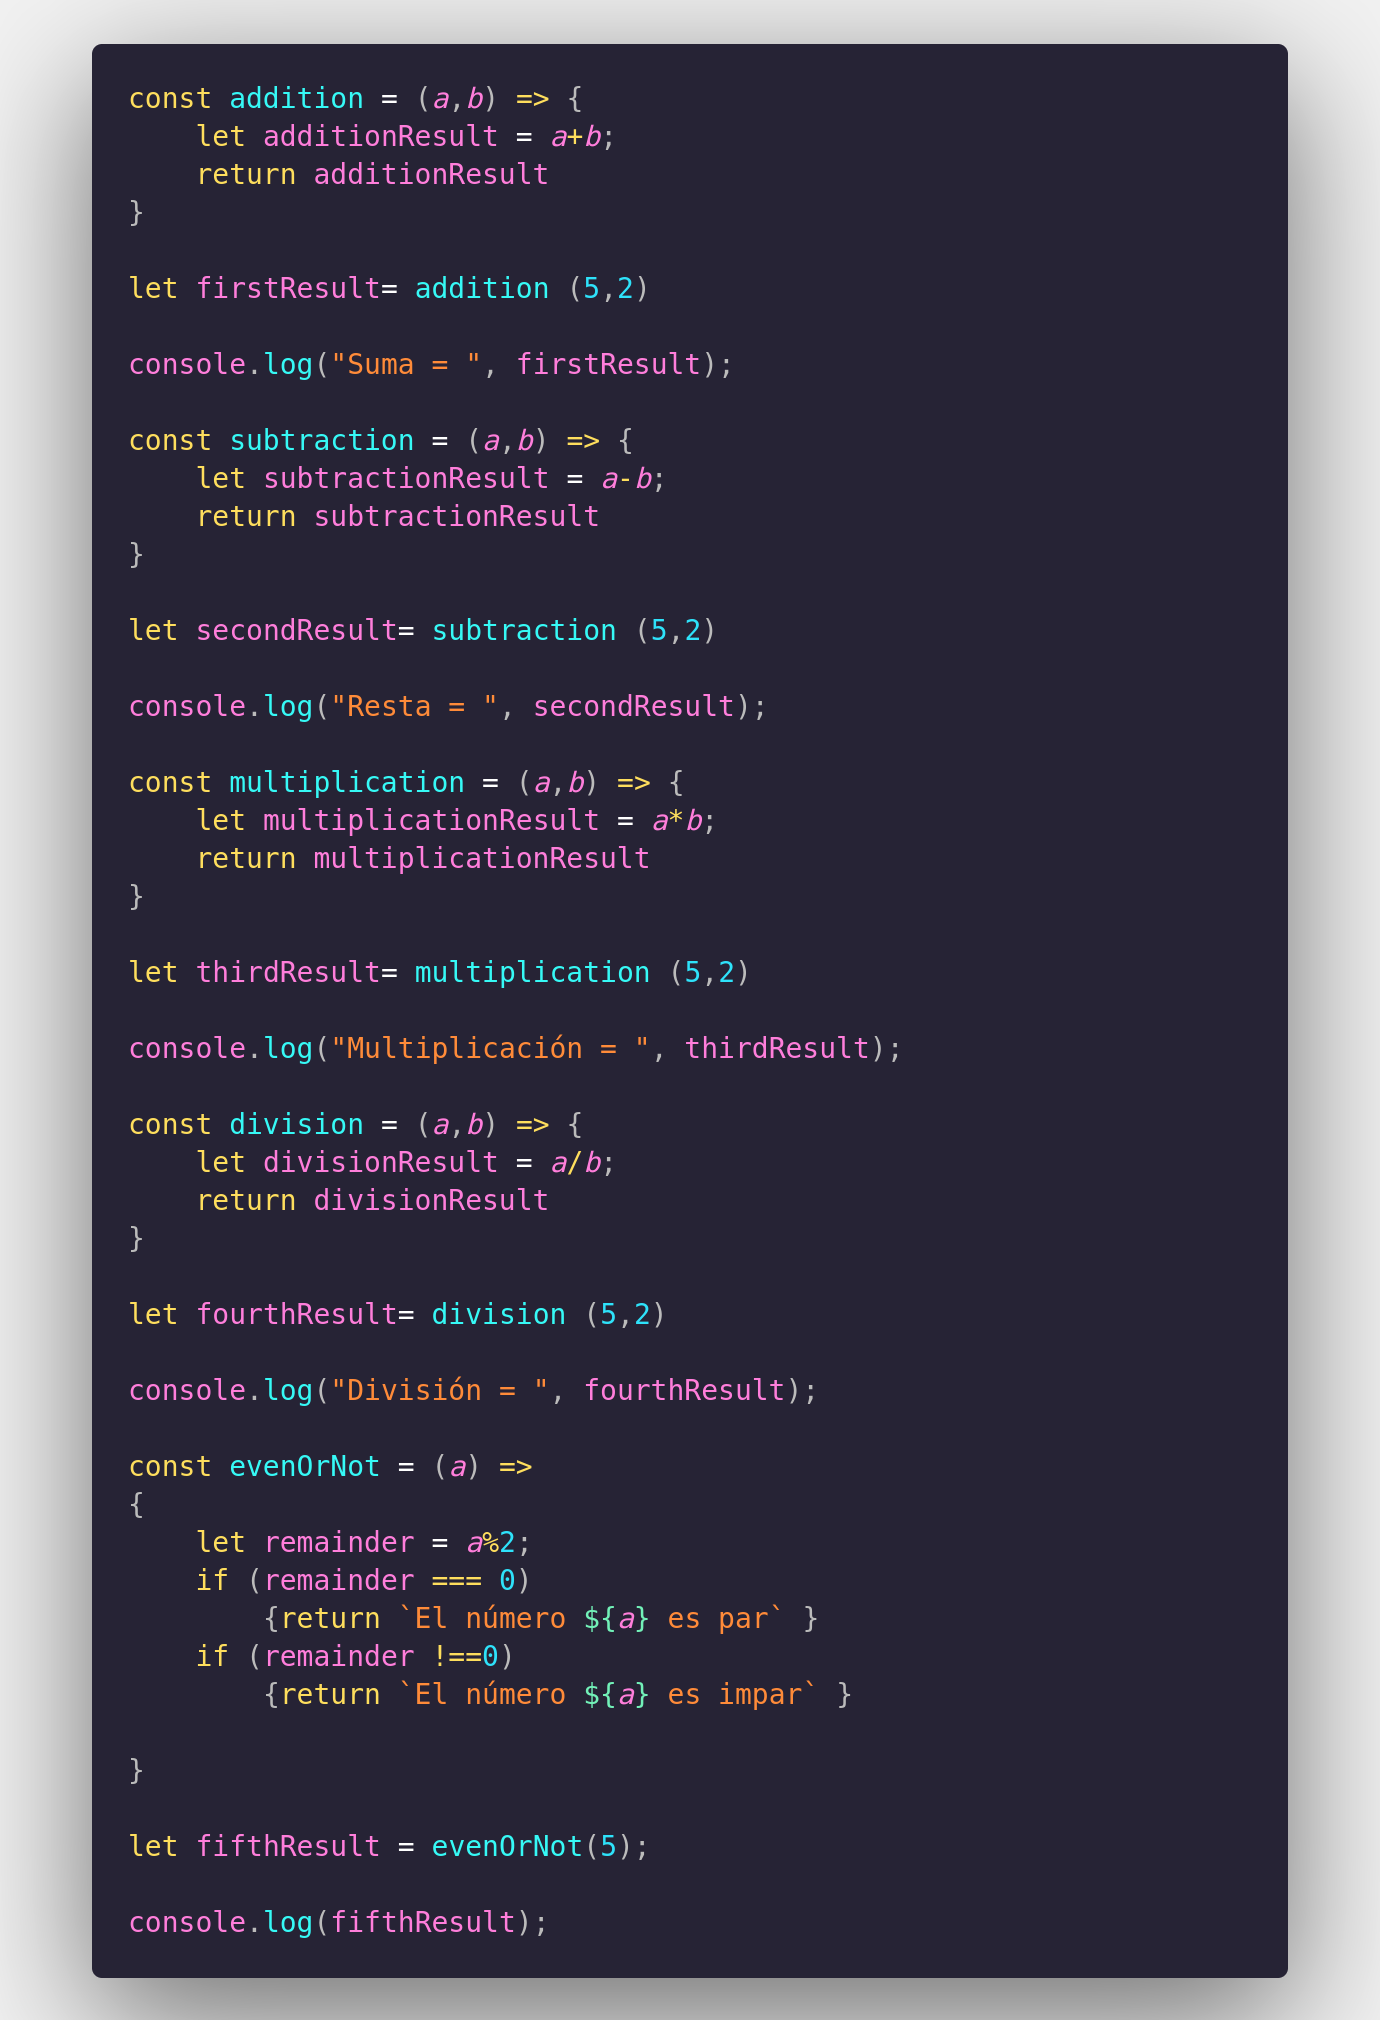 const addition = (a,b) => {
    let additionResult = a+b;
    return additionResult
}

let firstResult= addition (5,2)

console.log("Suma = ", firstResult);

const subtraction = (a,b) => {
    let subtractionResult = a-b;
    return subtractionResult
}

let secondResult= subtraction (5,2)

console.log("Resta = ", secondResult);

const multiplication = (a,b) => {
    let multiplicationResult = a*b;
    return multiplicationResult
}

let thirdResult= multiplication (5,2)

console.log("Multiplicación = ", thirdResult);

const division = (a,b) => {
    let divisionResult = a/b;
    return divisionResult
}

let fourthResult= division (5,2)

console.log("División = ", fourthResult);

const evenOrNot = (a) =>
{
    let remainder = a%2;
    if (remainder === 0)
        {return `El número ${a} es par` }
    if (remainder !==0)
        {return `El número ${a} es impar` }

}

let fifthResult = evenOrNot(5);

console.log(fifthResult);